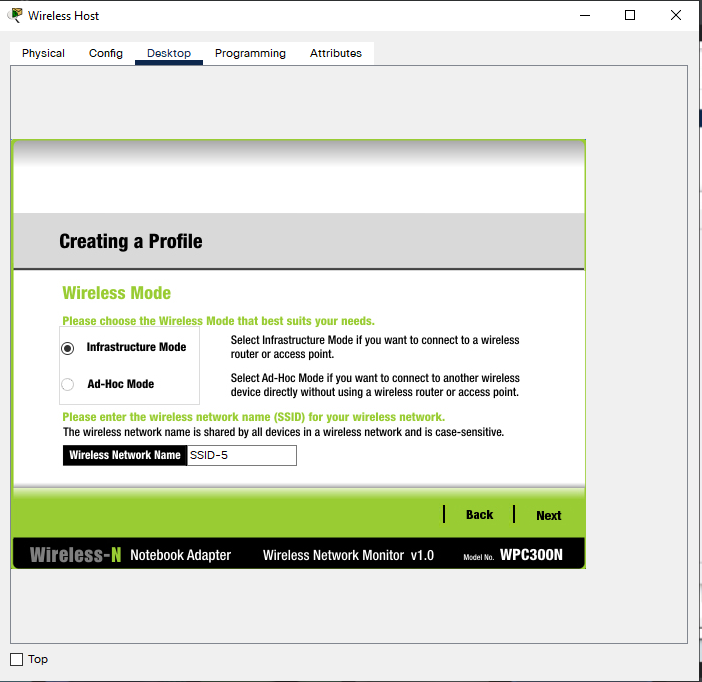 Wireless Host
Physical Config Desktop Programming Attributes
Creating a Profile
Wireless Mode
Please choose the Wireless Mode that best suits your needs.
Infrastructure Mode
Select Infrastructure Mode if you want to connect to a wireless
router or access point.
Ad-Hoc Mode
Select Ad-Hoc Mode if you want to connect to another wireless
device directly without using a wireless router or access point.
Please enter the wireless network name (SSID) for your wireless network.
The wireless network name is shared by all devices in a wireless network and is case-sensitive.
Wireless Network Name SSID-5
Back Next
Wireless-N Notebook Adapter Wireless Network Monitor v1.0 Model No. WPC300N
Top